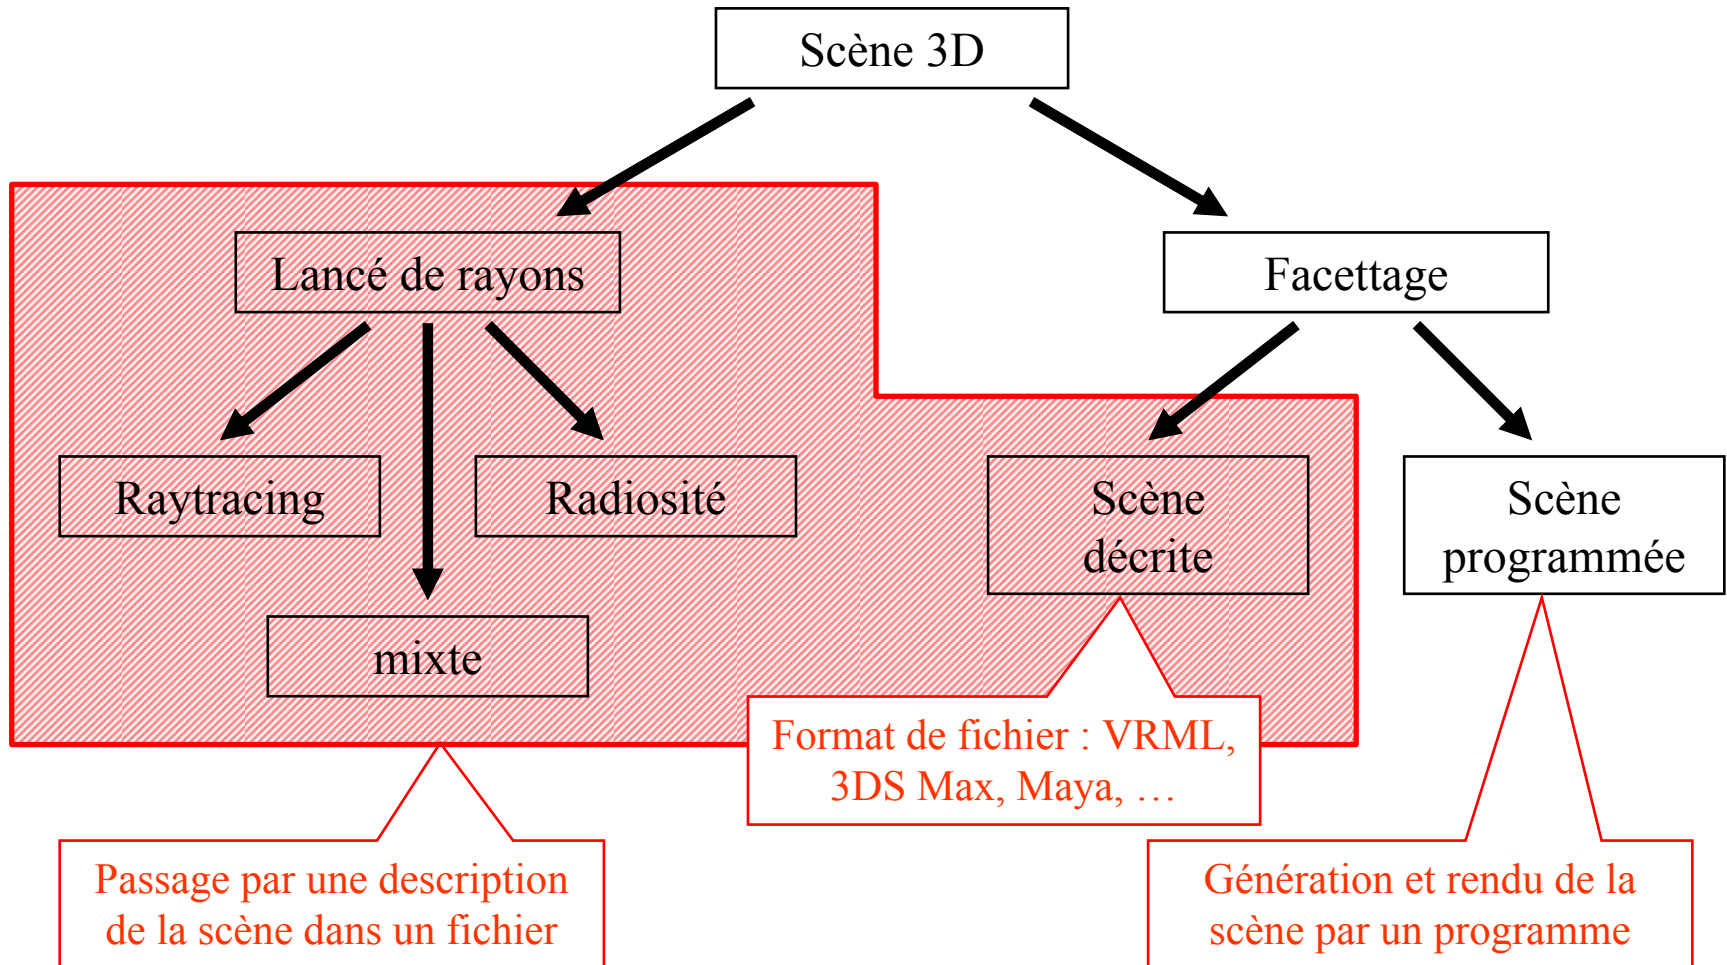 Scène 3D
Lancé de rayons
Facettage
Raytracing
Radiosité
Scène
décrite
Scène
programmée
mixte
Format de fichier : VRML,
3DS Max, Maya, …
Passage par une description
de la scène dans un fichier
Génération et rendu de la
scène par un programme